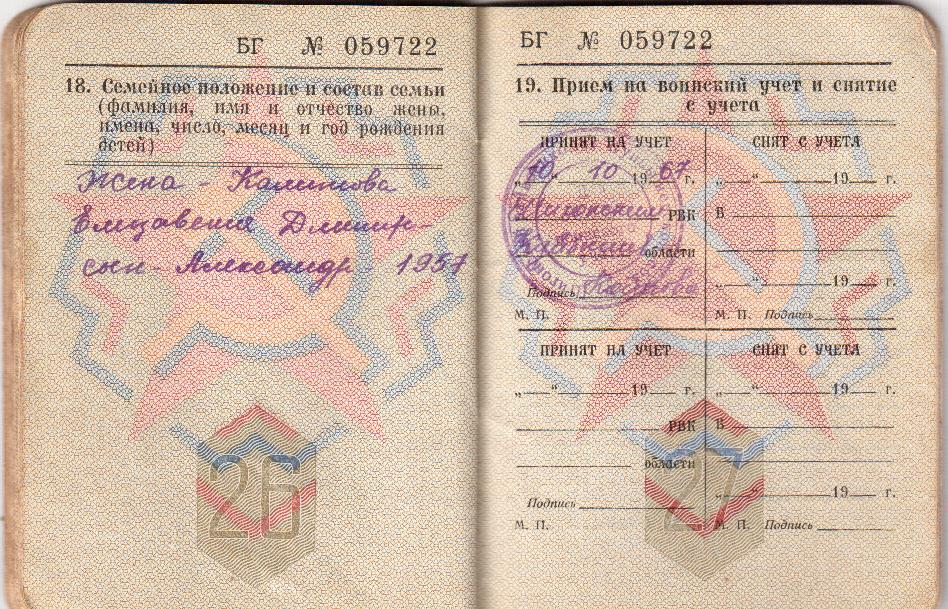 БГ № 059722
18. Семейное положение и состав семьи
(фамилия, имя и отчество жены,
имена, число, месяц и год рождения
детей)
Жена - Калитова
Елизавета Дмитр-
сын - Александр - 1957
26
БГ № 059722
19. Прием на воинский учет и снятие
с учета
ПРИНЯТ НА УЧЕТ СНЯТ С УЧЕТА
„10“ 10 1967 г. „ “ 19 г.
РВК В
области
„ “ 19 г.
Подпись
М. П. М. П. Подпись
ПРИНЯТ НА УЧЕТ СНЯТ С УЧЕТА
„ “ 19 г. „ “ 19 г.
РВК В
области
„ “ 19 г.
Подпись
М. П. М. П. Подпись
27